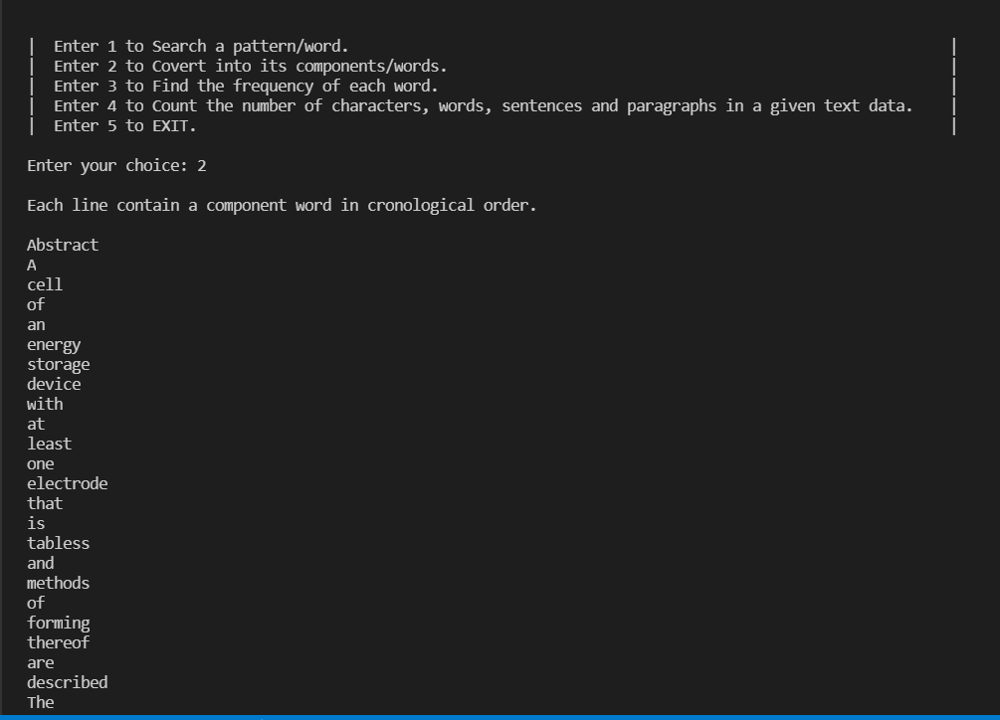 |  Enter 1 to Search a pattern/word.  |
|  Enter 2 to Covert into its components/words.  |
|  Enter 3 to Find the frequency of each word.  |
|  Enter 4 to Count the number of characters, words, sentences and paragraphs in a given text data.  |
|  Enter 5 to EXIT.  |
Enter your choice: 2
Each line contain a component word in cronological order.
Abstract
A
cell
of
an
energy
storage
device
with
at
least
one
electrode
that
is
tabless
and
methods
of
forming
thereof
are
described
The